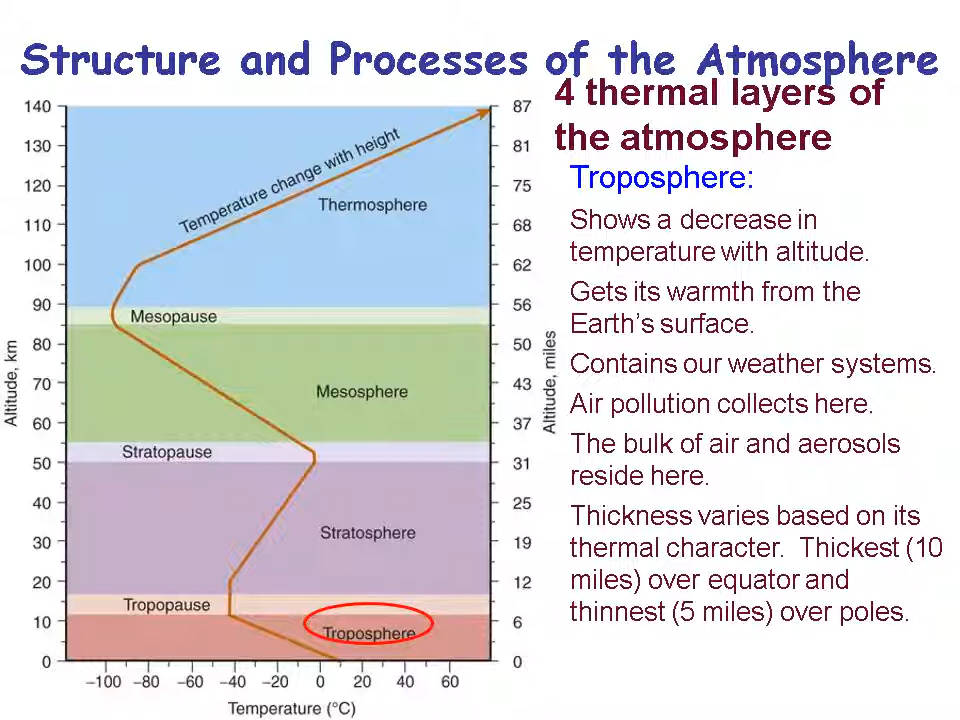 Structure and Processes of the Atmosphere
4 thermal layers of
the atmosphere
Troposphere:
Shows a decrease in
temperature with altitude.
Gets its warmth from the
Earth's surface.
Contains our weather systems.
Air pollution collects here.
The bulk of air and aerosols
reside here.
Thickness varies based on its
thermal character. Thickest (10
miles) over equator and
thinnest (5 miles) over poles.
Altitude, km
140
130
120
110
100
90
80
70
60
50
40
30
20
10
0
Temperature change with height
Thermosphere
Mesopause
Mesosphere
Stratopause
Stratosphere
Tropopause
Troposphere
87
81
75
68
62
56
50
43
37
31
25
19
12
6
0
Altitude, miles
−100 −80 −60 −40 −20 0 20 40 60
Temperature (°C)